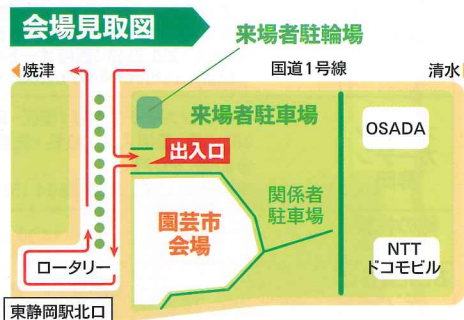 会場見取図
来場者駐輪場
焼津
国道1号線
清水
来場者駐車場
OSADA
出入口
園芸市
会場
関係者
駐車場
NTT
ドコモビル
ロータリー
東静岡駅北口